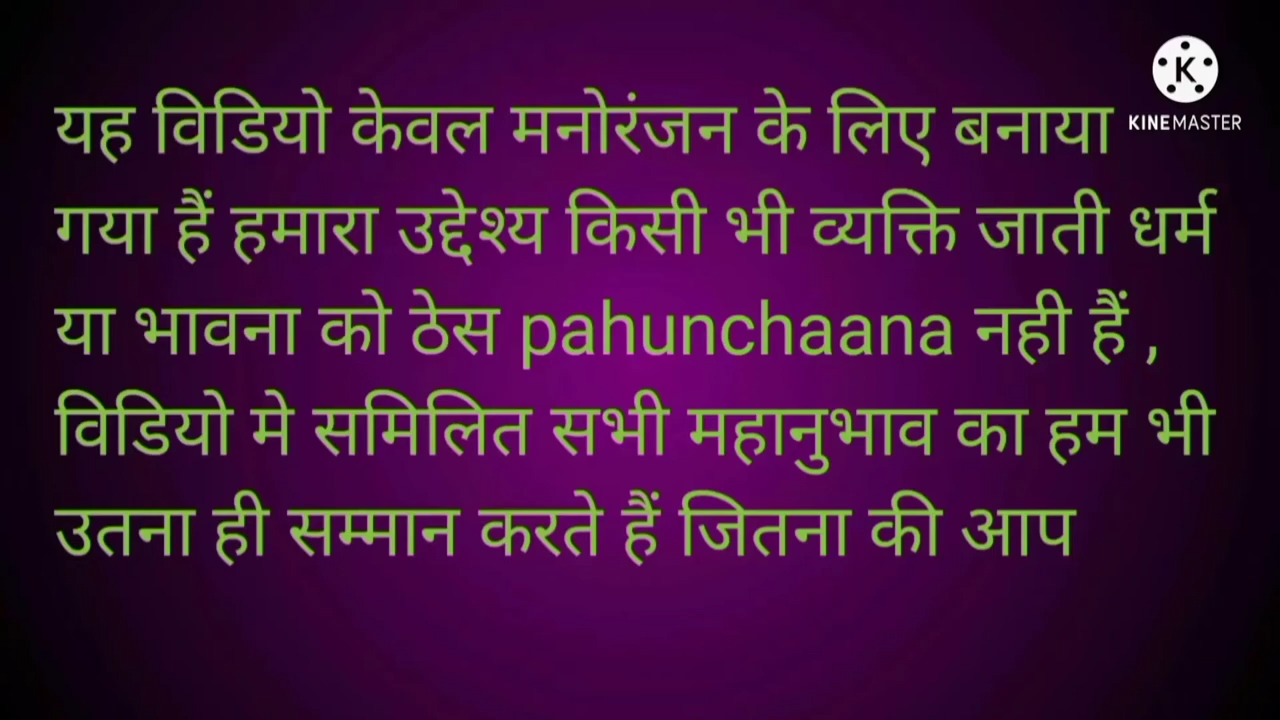 यह विडियो केवल मनोरंजन के लिए बनाया
गया हैं हमारा उद्देश्य किसी भी व्यक्ति जाती धर्म
या भावना को ठेस pahunchaana नही हैं ,
विडियो मे समिलित सभी महानुभाव का हम भी
उतना ही सम्मान करते हैं जितना की आप
K
KINEMASTER